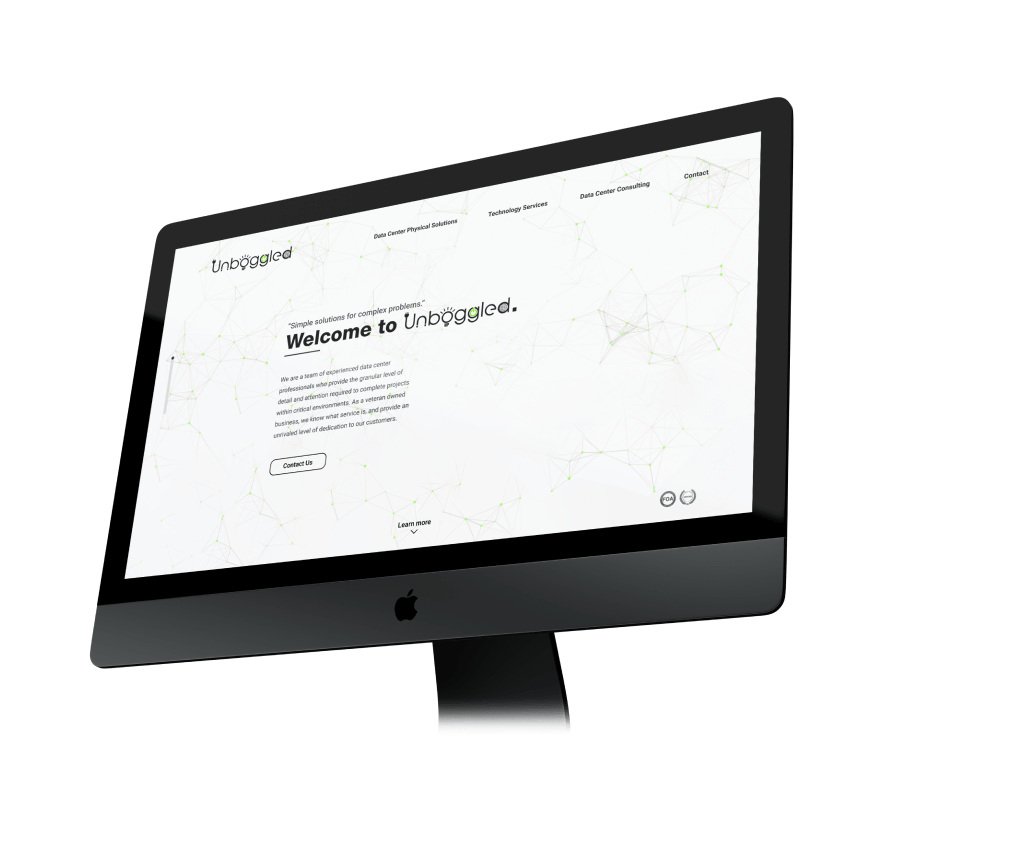 Contact
Data Center Consulting
Technology Services
Data Center Physical Solutions
Unboggled
“Simple solutions for complex problems.”
Welcome to Unboggled.
We are a team of experienced data center
professionals who provide the granular level of
detail and attention required to complete projects
within critical environments. As a veteran owned
business, we know what service is, and provide an
unrivaled level of dedication to our customers.
Contact Us
Learn more
FOA